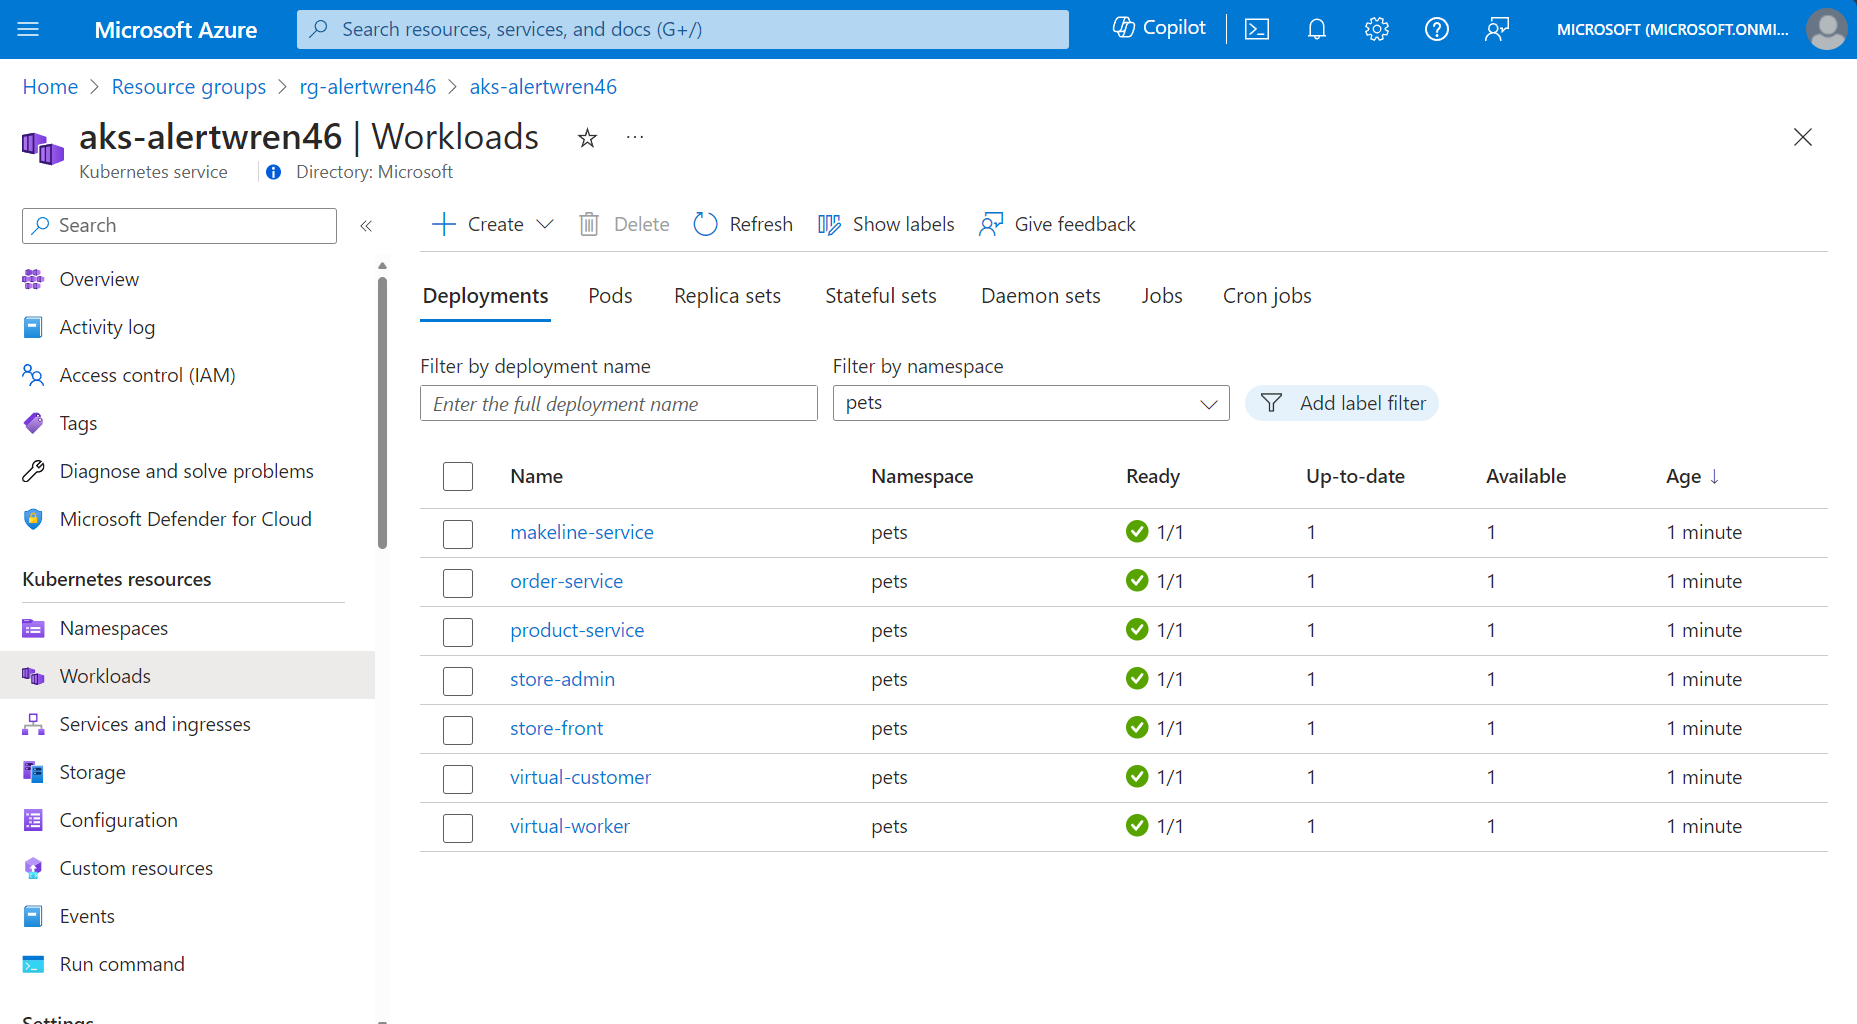 Microsoft Azure
Search resources, services, and docs (G+/)
Copilot
MICROSOFT (MICROSOFT.ONMI...
Home > Resource groups > rg-alertwren46 > aks-alertwren46
aks-alertwren46 | Workloads
Kubernetes service
Directory: Microsoft
Search
Overview
Activity log
Access control (IAM)
Tags
Diagnose and solve problems
Microsoft Defender for Cloud
Kubernetes resources
Namespaces
Workloads
Services and ingresses
Storage
Configuration
Custom resources
Events
Run command
Settings
Create Delete Refresh Show labels Give feedback
Deployments Pods Replica sets Stateful sets Daemon sets Jobs Cron jobs
Filter by deployment name Filter by namespace
Enter the full deployment name pets Add label filter
Name Namespace Ready Up-to-date Available Age ↓
makeline-service pets 1/1 1 1 1 minute
order-service pets 1/1 1 1 1 minute
product-service pets 1/1 1 1 1 minute
store-admin pets 1/1 1 1 1 minute
store-front pets 1/1 1 1 1 minute
virtual-customer pets 1/1 1 1 1 minute
virtual-worker pets 1/1 1 1 1 minute